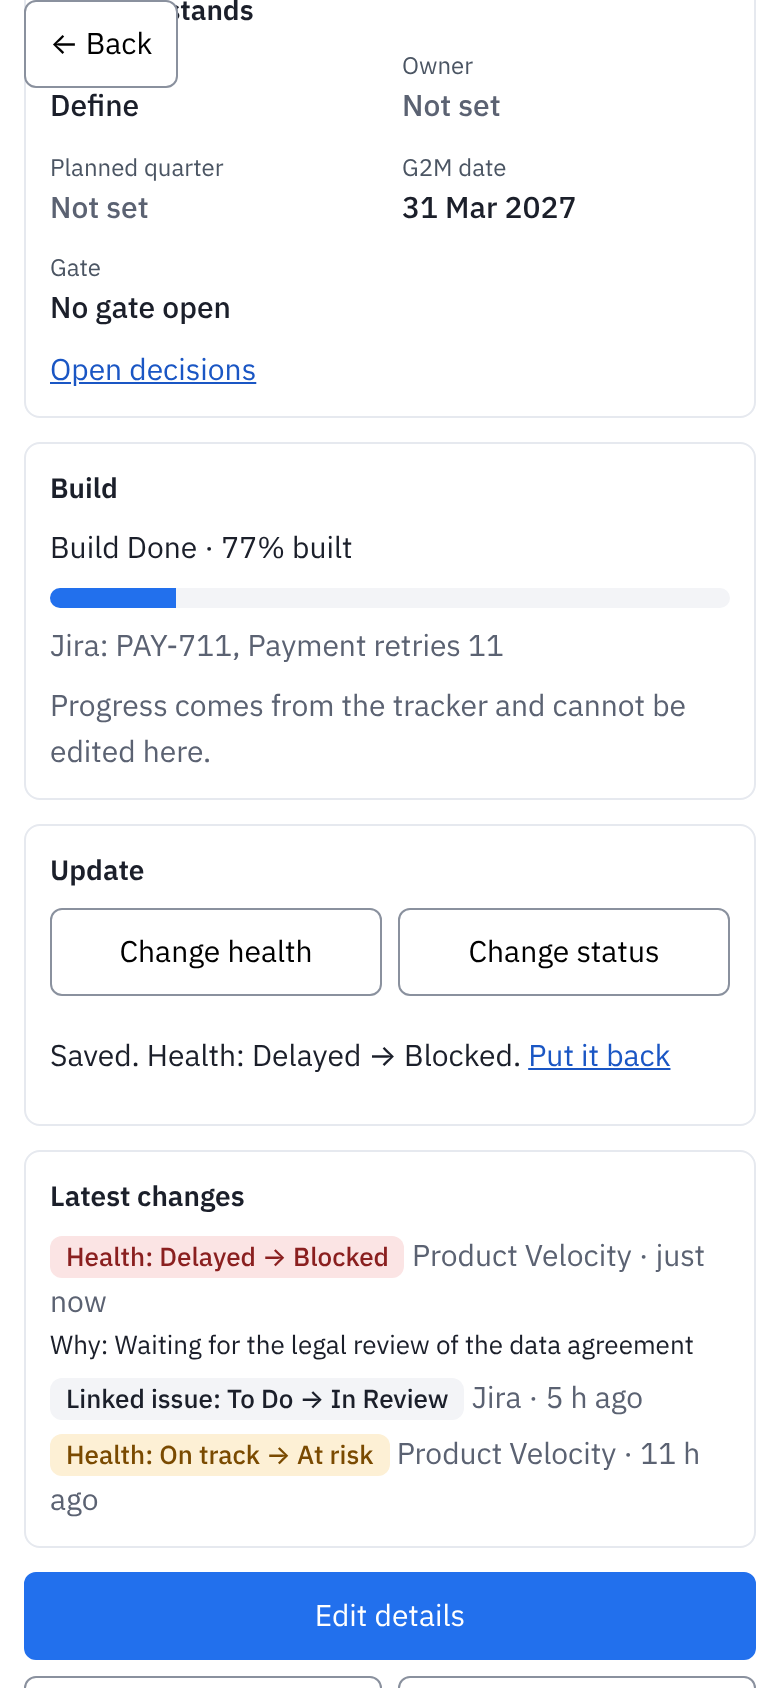 stands
← Back
Owner
Define
Not set
Planned quarter
G2M date
Not set
31 Mar 2027
Gate
No gate open
Open decisions
Build
Build Done · 77% built
Jira: PAY-711, Payment retries 11
Progress comes from the tracker and cannot be
edited here.
Update
Change health
Change status
Saved. Health: Delayed → Blocked. Put it back
Latest changes
Health: Delayed → Blocked Product Velocity · just
now
Why: Waiting for the legal review of the data agreement
Linked issue: To Do → In Review Jira · 5 h ago
Health: On track → At risk Product Velocity · 11 h
ago
Edit details